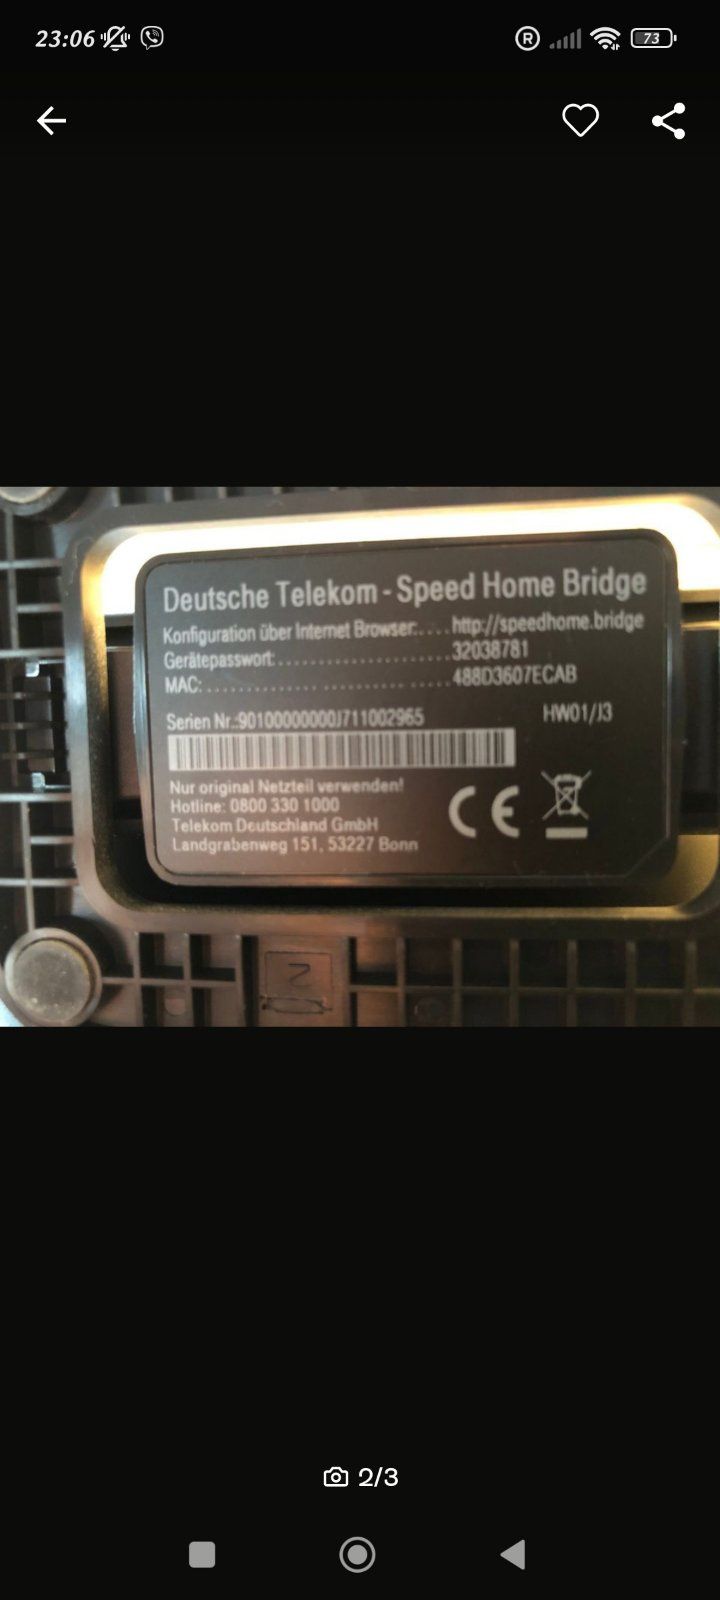 23:06
R
73
Deutsche Telekom - Speed Home Bridge
Konfiguration über Internet Browser:.....http://speedhome.bridge
Gerätepasswort:..........................32038781
MAC:.....................................488D3607ECAB
Serien Nr.:90100000000J711002965 HW01/J3
Nur original Netzteil verwenden!
Hotline: 0800 330 1000
Telekom Deutschland GmbH
Landgrabenweg 151, 53227 Bonn
CE
2/3